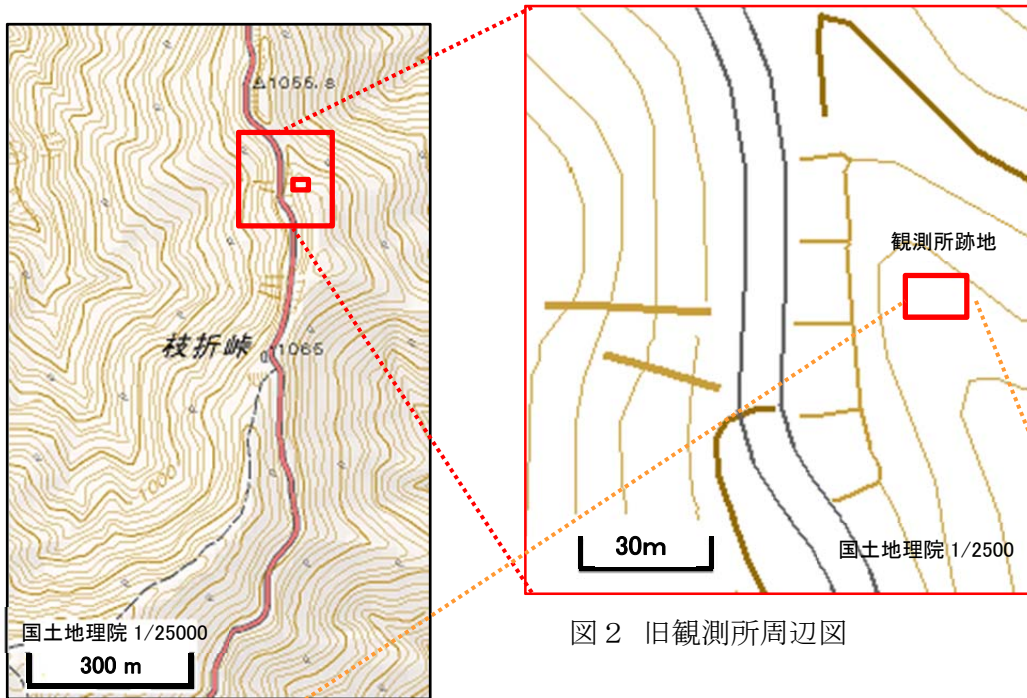 △1055.8
枝折峠
1065
1000
国土地理院 1/25000
300 m
観測所跡地
30m
国土地理院 1/2500
図２ 旧観測所周辺図